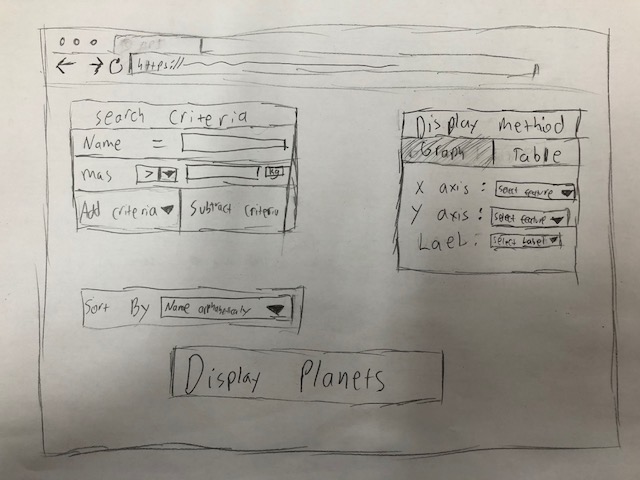 https://
Search Criteria
Name =
mas > Kg
Add criteria Subtract criteria
Display Method
Graph Table
X axis : Select feature
Y axis : Select feature
Lael : Select Label
Sort By Name alphabetically
Display Planets